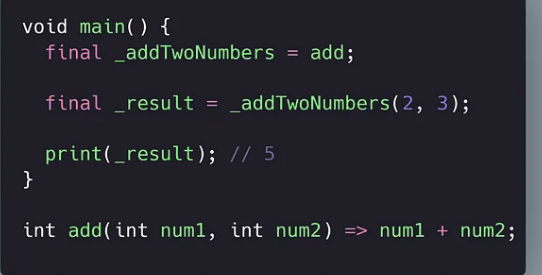 void main() {
  final _addTwoNumbers = add;
  final _result = _addTwoNumbers(2, 3);
  print(_result); // 5
}
int add(int num1, int num2) => num1 + num2;